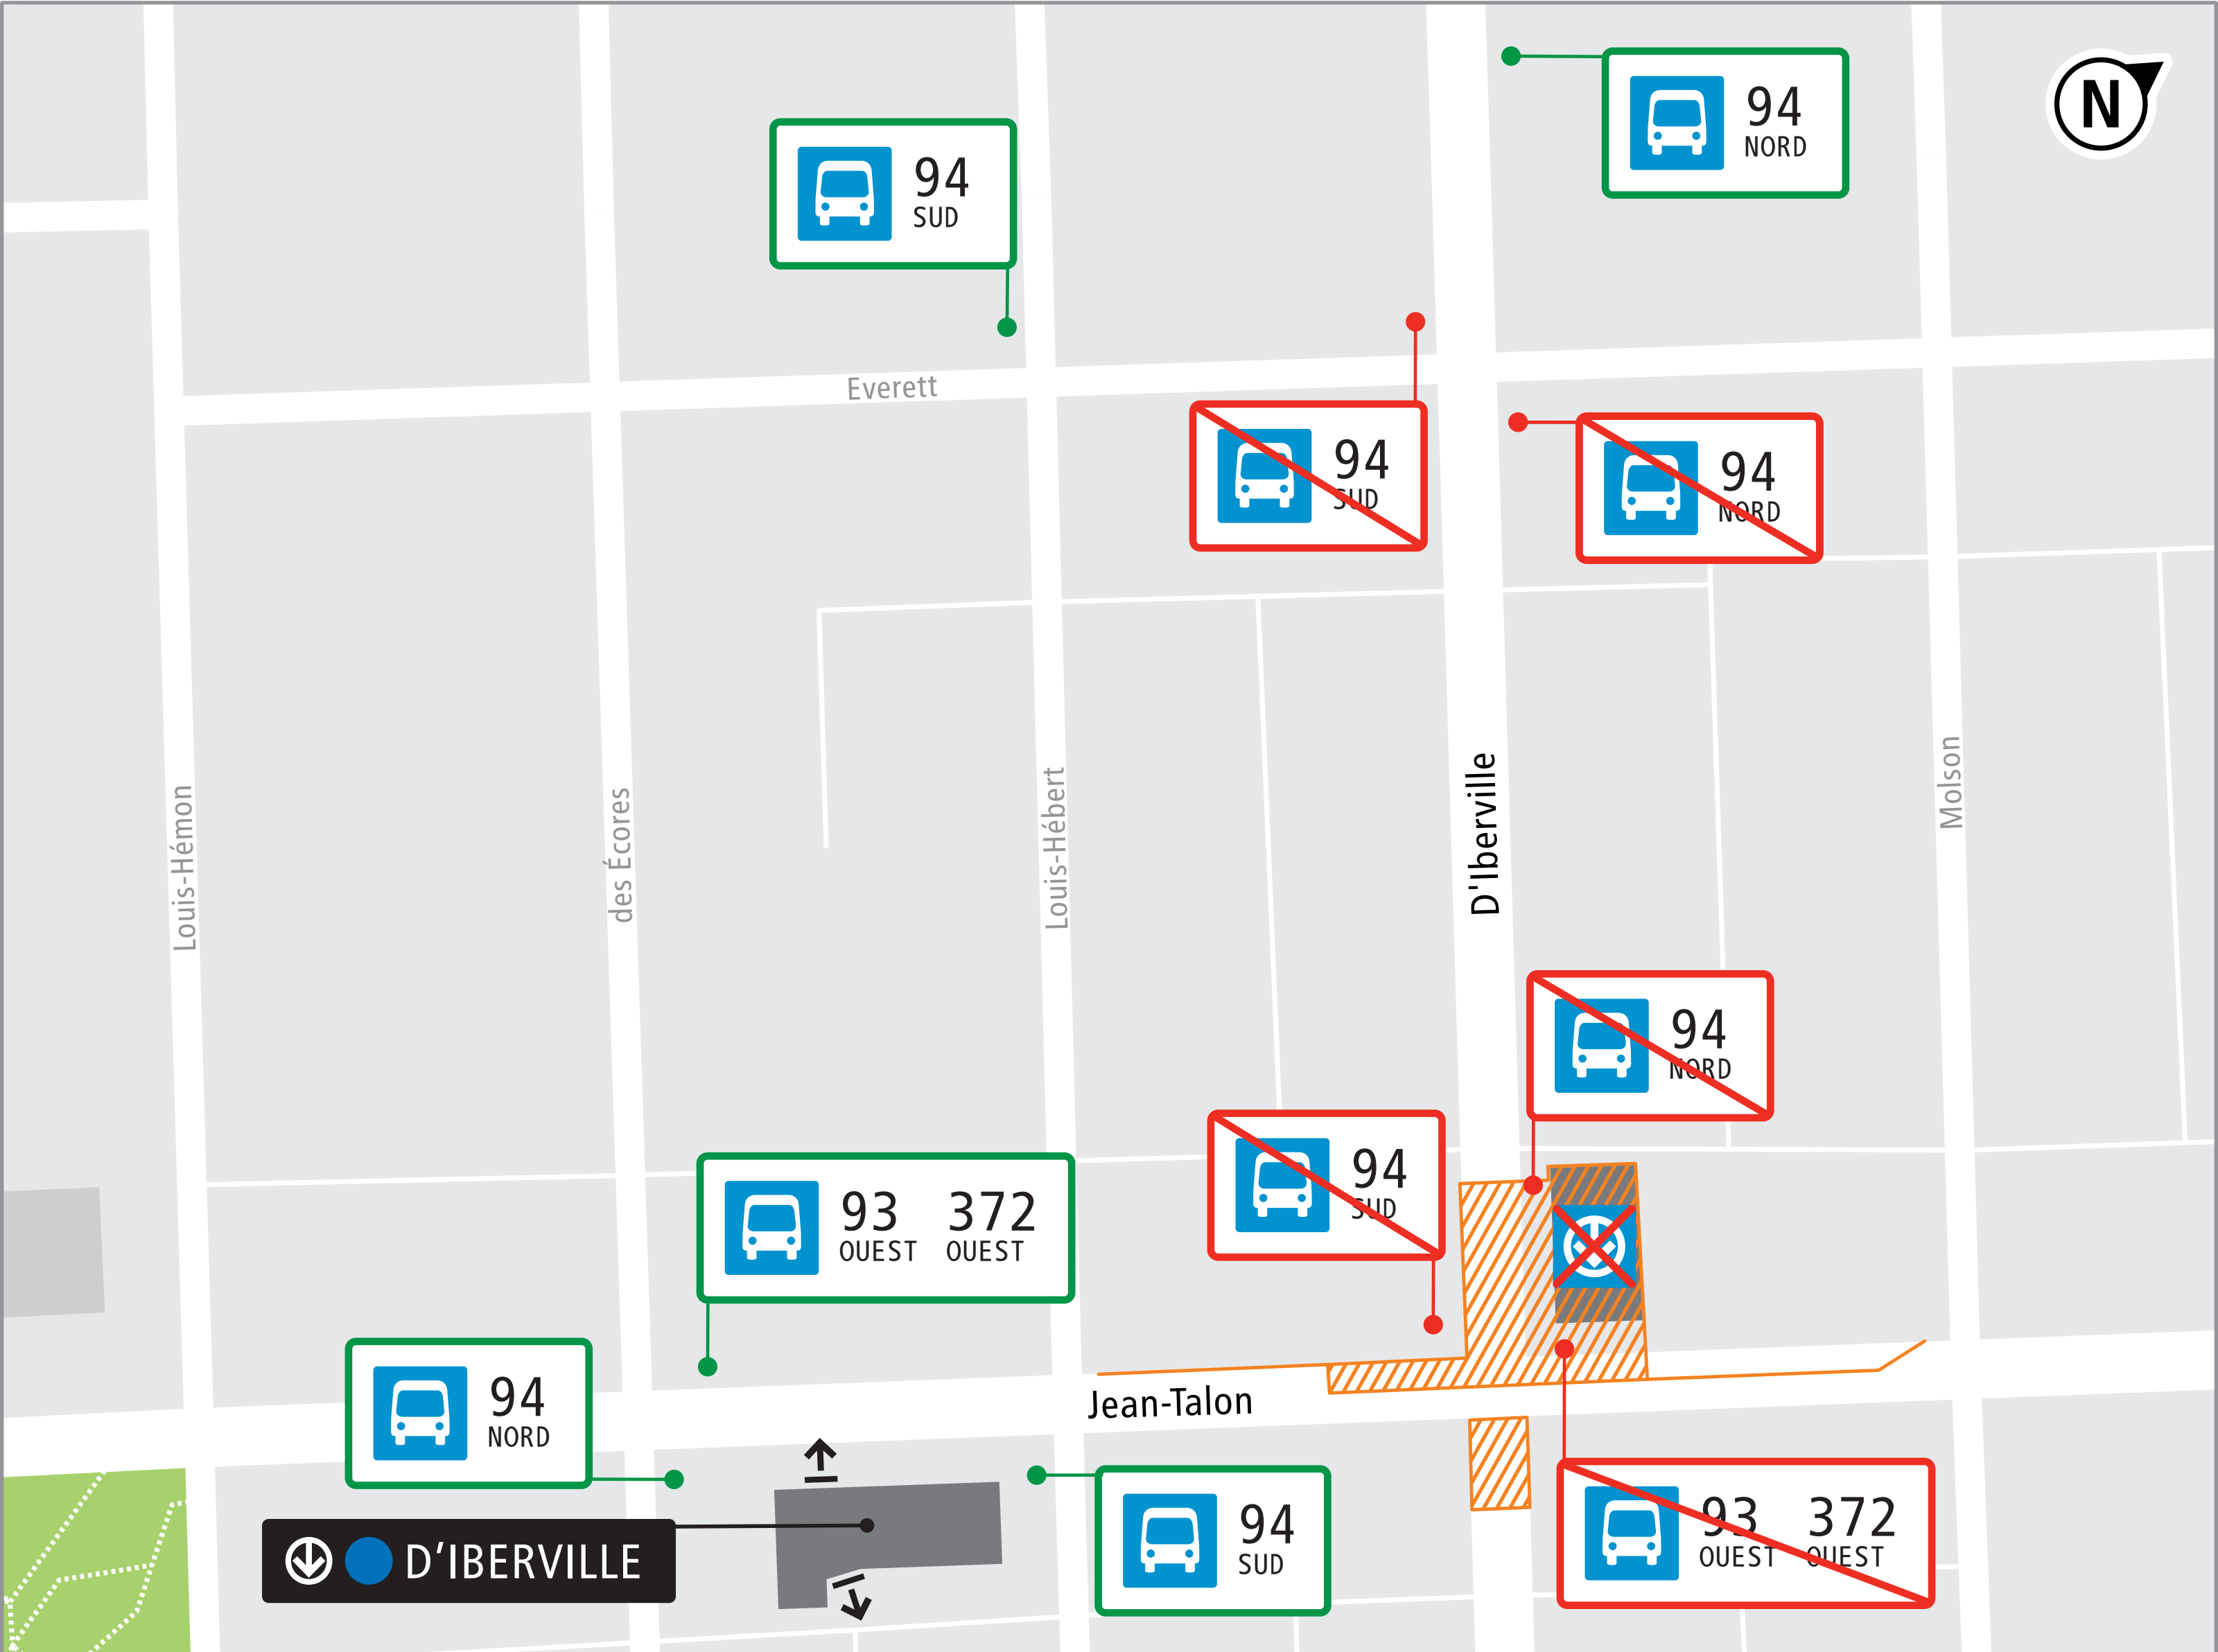 94
NORD
N
94
SUD
Everett
94
SUD
94
NORD
Louis-Hémon
des Écores
Louis-Hébert
D'Iberville
Molson
94
NORD
94
SUD
93 372
OUEST OUEST
94
NORD
Jean-Talon
D'IBERVILLE
94
SUD
93 372
OUEST OUEST